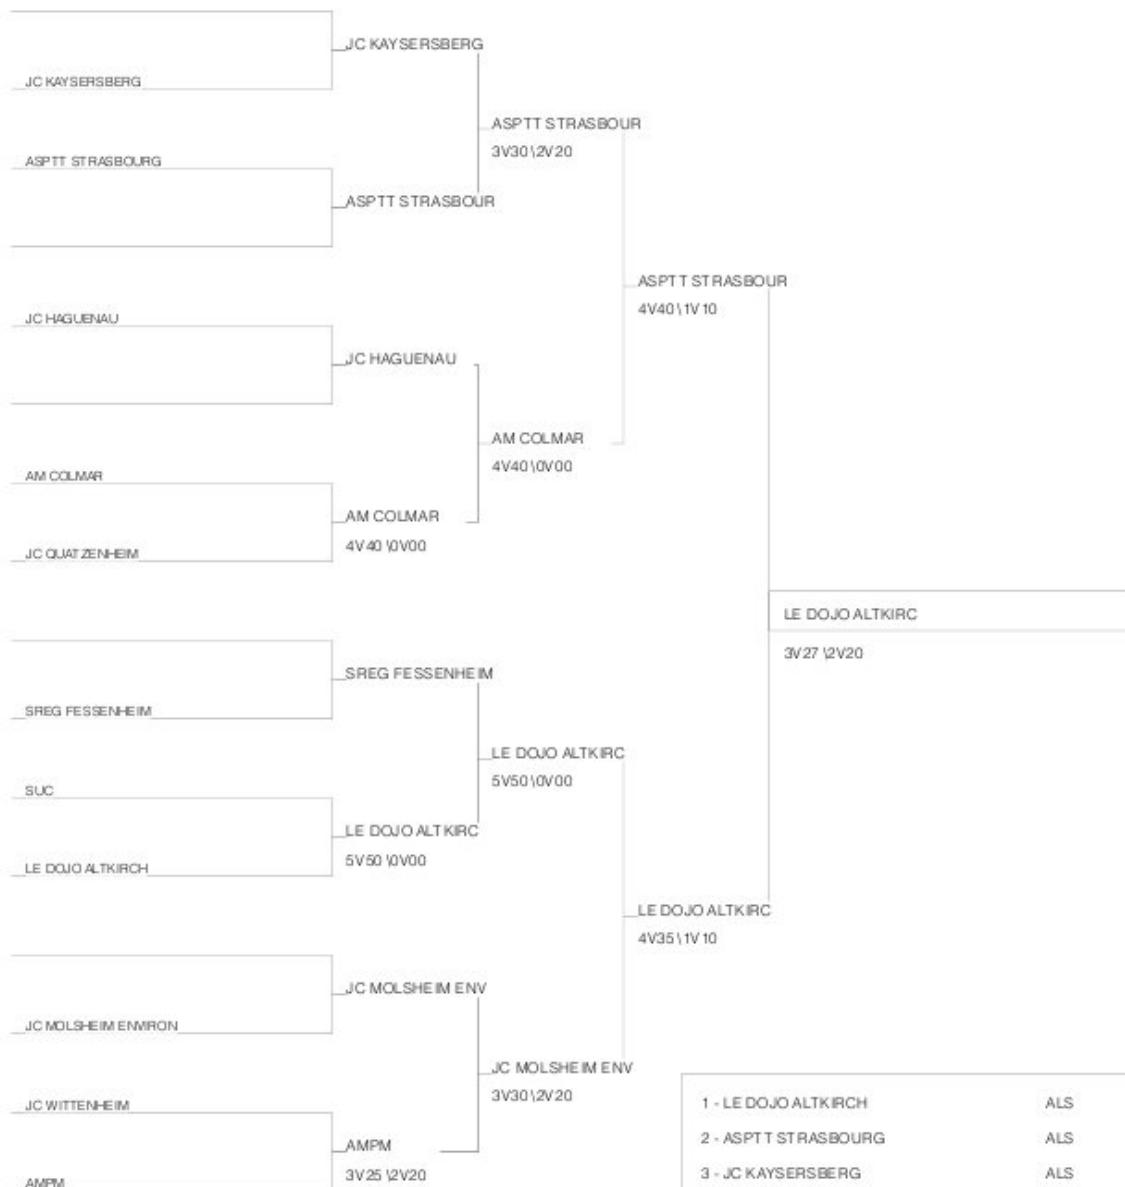 JC KAYSERSBERG
JC KAYSERSBERG
ASPTT STRASBOUR
3V30\2V20
ASPTT STRASBOURG
ASPTT STRASBOUR
ASPTT STRASBOUR
4V40\1V10
JC HAGUENAU
JC HAGUENAU
AM COLMAR
4V40\0V00
AM COLMAR
AM COLMAR
4V40\0V00
JC QUATZENHEIM
LE DOJO ALTKIRC
3V27\2V20
SREG FESSENHEIM
SREG FESSENHEIM
LE DOJO ALTKIRC
5V50\0V00
SUC
LE DOJO ALTKIRC
5V50\0V00
LE DOJO ALTKIRCH
LE DOJO ALTKIRC
4V35\1V10
JC MOLSHEIM ENV
JC MOLSHEIM ENVIRON
JC MOLSHEIM ENV
3V30\2V20
JC WITTENHEIM
AMPM
3V25\2V20
AMPM
1 - LE DOJO ALTKIRCH ALS
2 - ASPTT STRASBOURG ALS
3 - JC KAYSERSBERG ALS